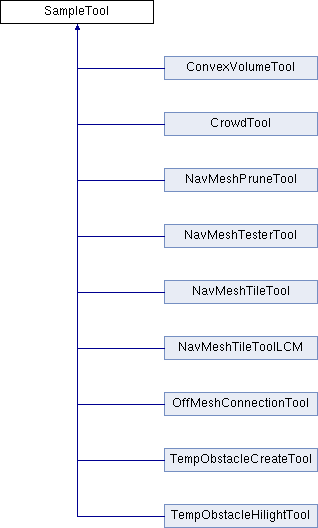 SampleTool
ConvexVolumeTool
CrowdTool
NavMeshPruneTool
NavMeshTesterTool
NavMeshTileTool
NavMeshTileToolLCM
OffMeshConnectionTool
TempObstacleCreateTool
TempObstacleHilightTool